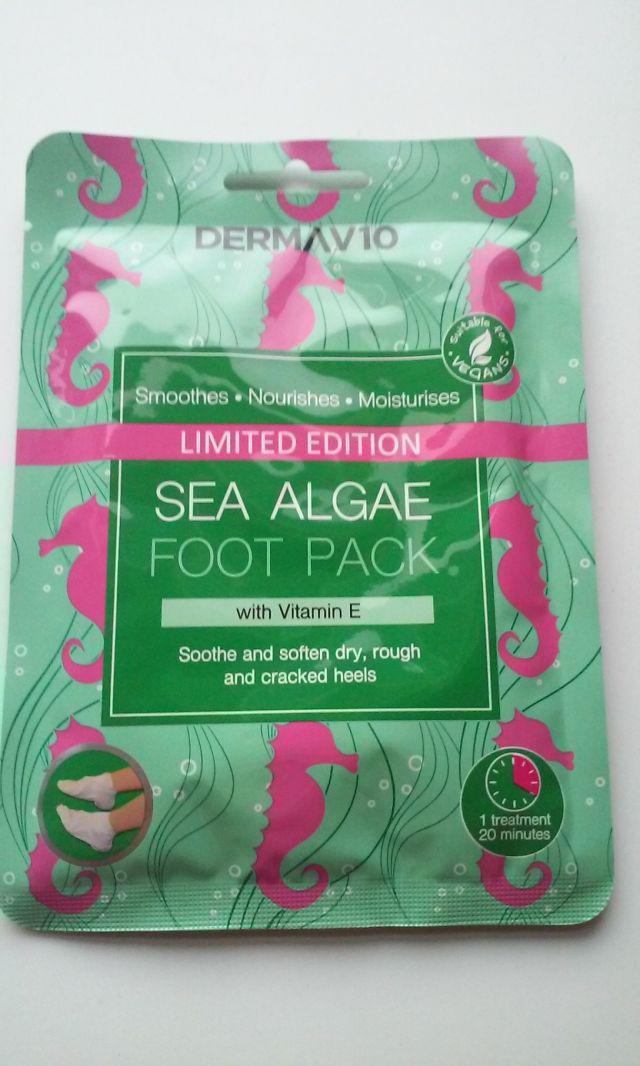 DERMAV10
Suitable for
VEGANS
Smoothes • Nourishes • Moisturises
LIMITED EDITION
SEA ALGAE
FOOT PACK
with Vitamin E
Soothe and soften dry, rough
and cracked heels
1 treatment
20 minutes